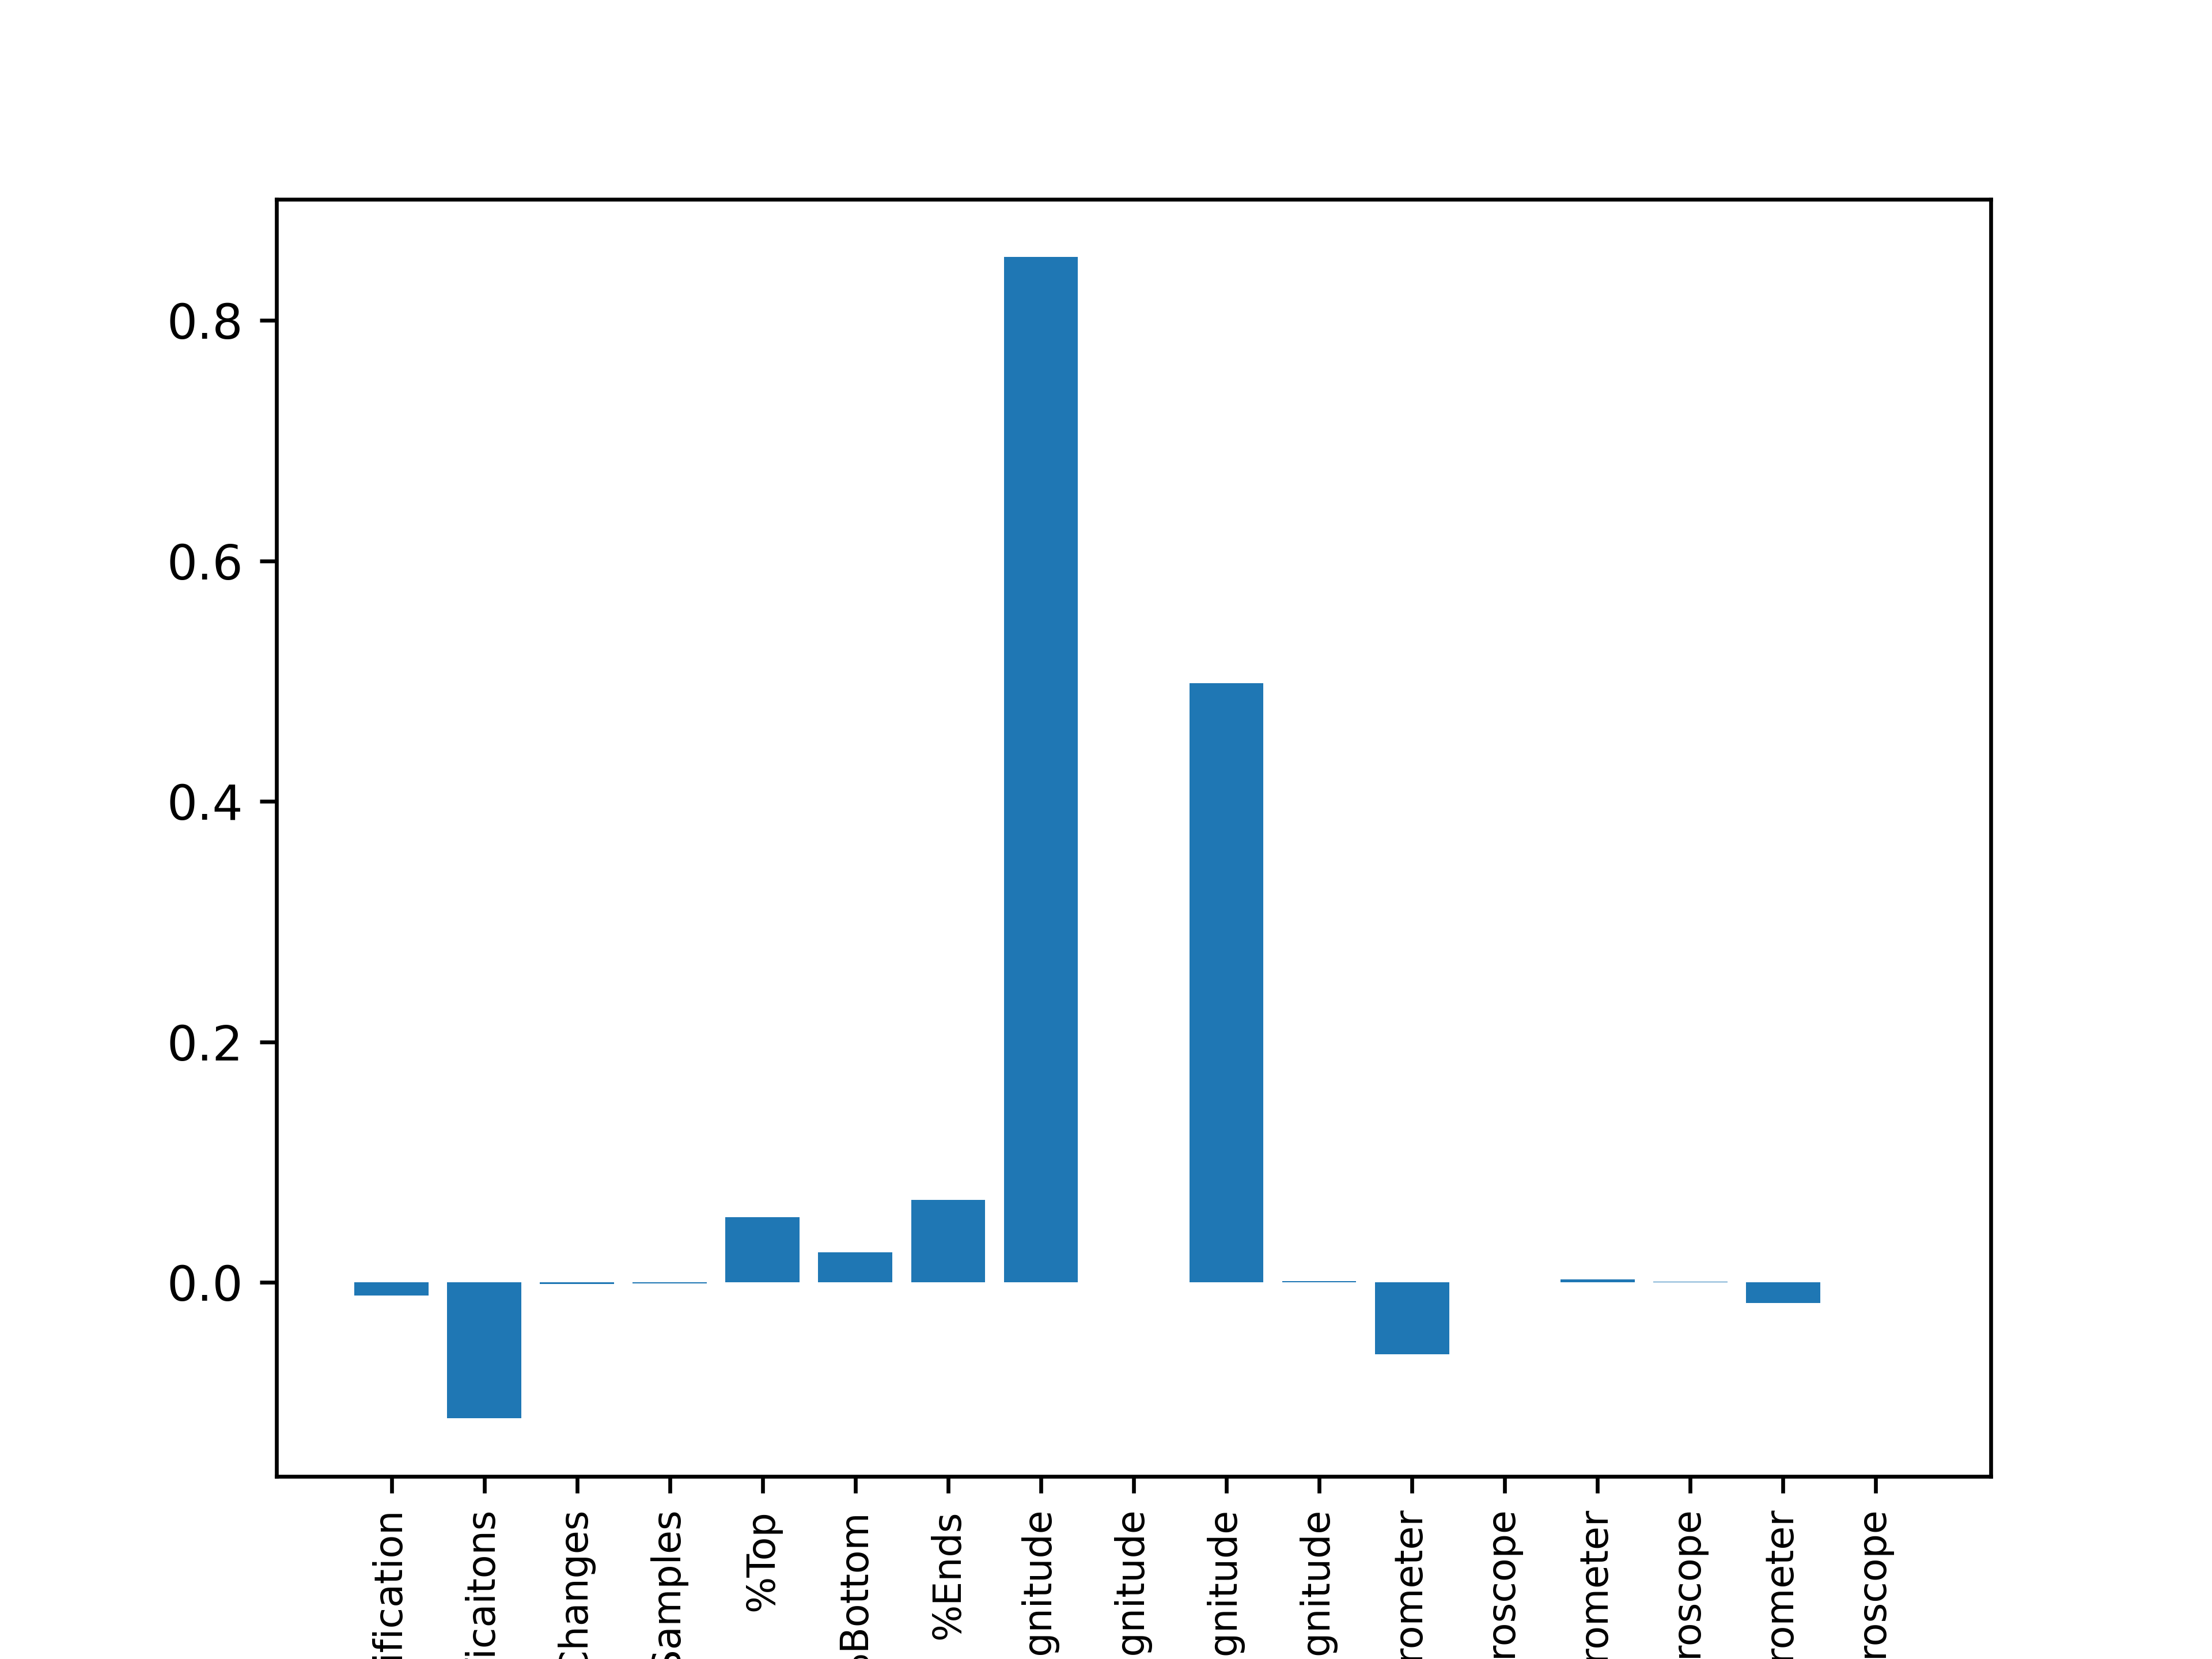 0.8
0.6
0.4
0.2
0.0
ification
icaitons
Changes
Samples
%Top
%Bottom
%Ends
gnitude
gnitude
gnitude
gnitude
rometer
roscope
rometer
roscope
rometer
roscope